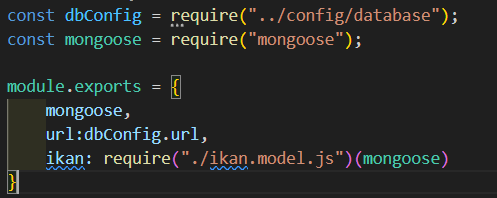 const dbConfig = require("../config/database");
const mongoose = require("mongoose");
module.exports = {
mongoose,
url:dbConfig.url,
ikan: require("./ikan.model.js")(mongoose)
}